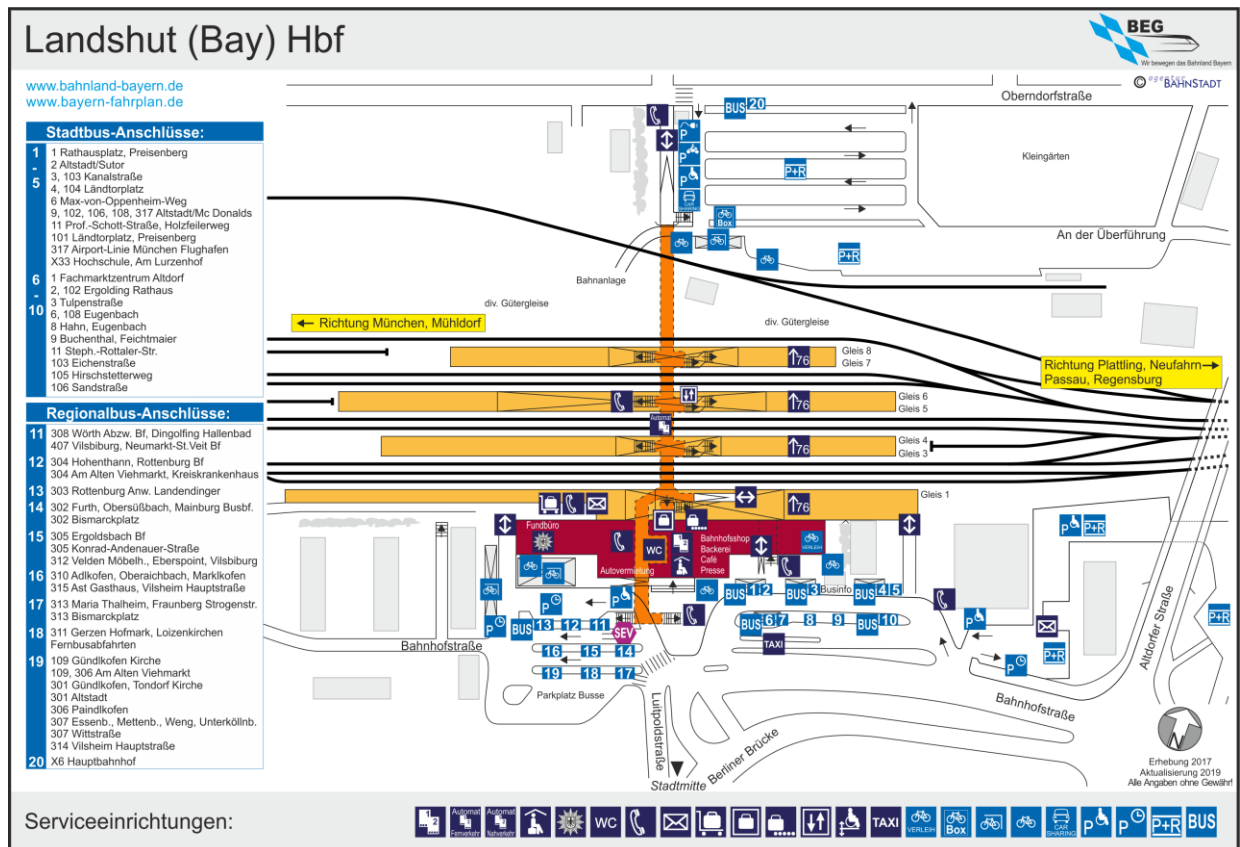 Landshut (Bay) Hbf
BEG
Wir bewegen das Bahnland Bayern
© agentur BAHNSTADT
www.bahnland-bayern.de
www.bayern-fahrplan.de
Stadtbus-Anschlüsse:
1 - 5
1 Rathausplatz, Preisenberg
2 Altstadt/Sutor
3, 103 Kanalstraße
4, 104 Ländtorplatz
6 Max-von-Oppenheim-Weg
9, 102, 106, 108, 317 Altstadt/Mc Donalds
11 Prof.-Schott-Straße, Holzfeilerweg
101 Ländtorplatz, Preisenberg
317 Airport-Linie München Flughafen
X33 Hochschule, Am Lurzenhof
6 - 10
1 Fachmarktzentrum Altdorf
2, 102 Ergolding Rathaus
3 Tulpenstraße
6, 108 Eugenbach
8 Hahn, Eugenbach
9 Buchenthal, Feichtmaier
11 Steph.-Rottaler-Str.
103 Eichenstraße
105 Hirschstetterweg
106 Sandstraße
Regionalbus-Anschlüsse:
11 308 Wörth Abzw. Bf, Dingolfing Hallenbad
407 Vilsbiburg, Neumarkt-St.Veit Bf
12 304 Hohenthann, Rottenburg Bf
304 Am Alten Viehmarkt, Kreiskrankenhaus
13 303 Rottenburg Anw. Landendinger
14 302 Furth, Obersüßbach, Mainburg Busbf.
302 Bismarckplatz
15 305 Ergoldsbach Bf
305 Konrad-Andenauer-Straße
312 Velden Möbelh., Eberspoint, Vilsbiburg
16 310 Adlkofen, Oberaichbach, Marklkofen
315 Ast Gasthaus, Vilsheim Hauptstraße
17 313 Maria Thalheim, Fraunberg Strogenstr.
313 Bismarckplatz
18 311 Gerzen Hofmark, Loizenkirchen
Fernbusabfahrten
19 109 Gündlkofen Kirche
109, 306 Am Alten Viehmarkt
301 Gündlkofen, Tondorf Kirche
301 Altstadt
306 Paindlkofen
307 Essenb., Mettenb., Weng, Unterköllnb.
307 Wittstraße
314 Vilsheim Hauptstraße
20 X6 Hauptbahnhof
BUS 20
Oberndorfstraße
P
P
P
CAR SHARING
P+R
Kleingärten
Box
An der Überführung
P+R
Bahnanlage
div. Gütergleise
div. Gütergleise
← Richtung München, Mühldorf
Richtung Plattling, Neufahrn →
Passau, Regensburg
Gleis 8
Gleis 7
76
Gleis 6
Gleis 5
76
Automat
Gleis 4
Gleis 3
76
Gleis 1
76
Fundbüro
WC
2
Bahnhofsshop
Backerei
Café
Presse
VERLEIH
Autovermietung
P
P+R
P+R
BUS 1 2
BUS 3
Businfo
BUS 4 5
P
P
P
BUS 13 12 11
SEV
BUS 6 7 8 9 BUS 10
TAXI
Bahnhofstraße
16 15 14
19 18 17
Parkplatz Busse
Luitpoldstraße
Stadtmitte
Berliner Brücke
P
P
P+R
Bahnhofstraße
Altdorfer Straße
Erhebung 2017
Aktualisierung 2019
Alle Angaben ohne Gewähr!
Serviceeinrichtungen:
2
Automat Fernverkehr
Automat Nahverkehr
WC
TAXI
VERLEIH
Box
CAR SHARING
P
P
P+R
BUS